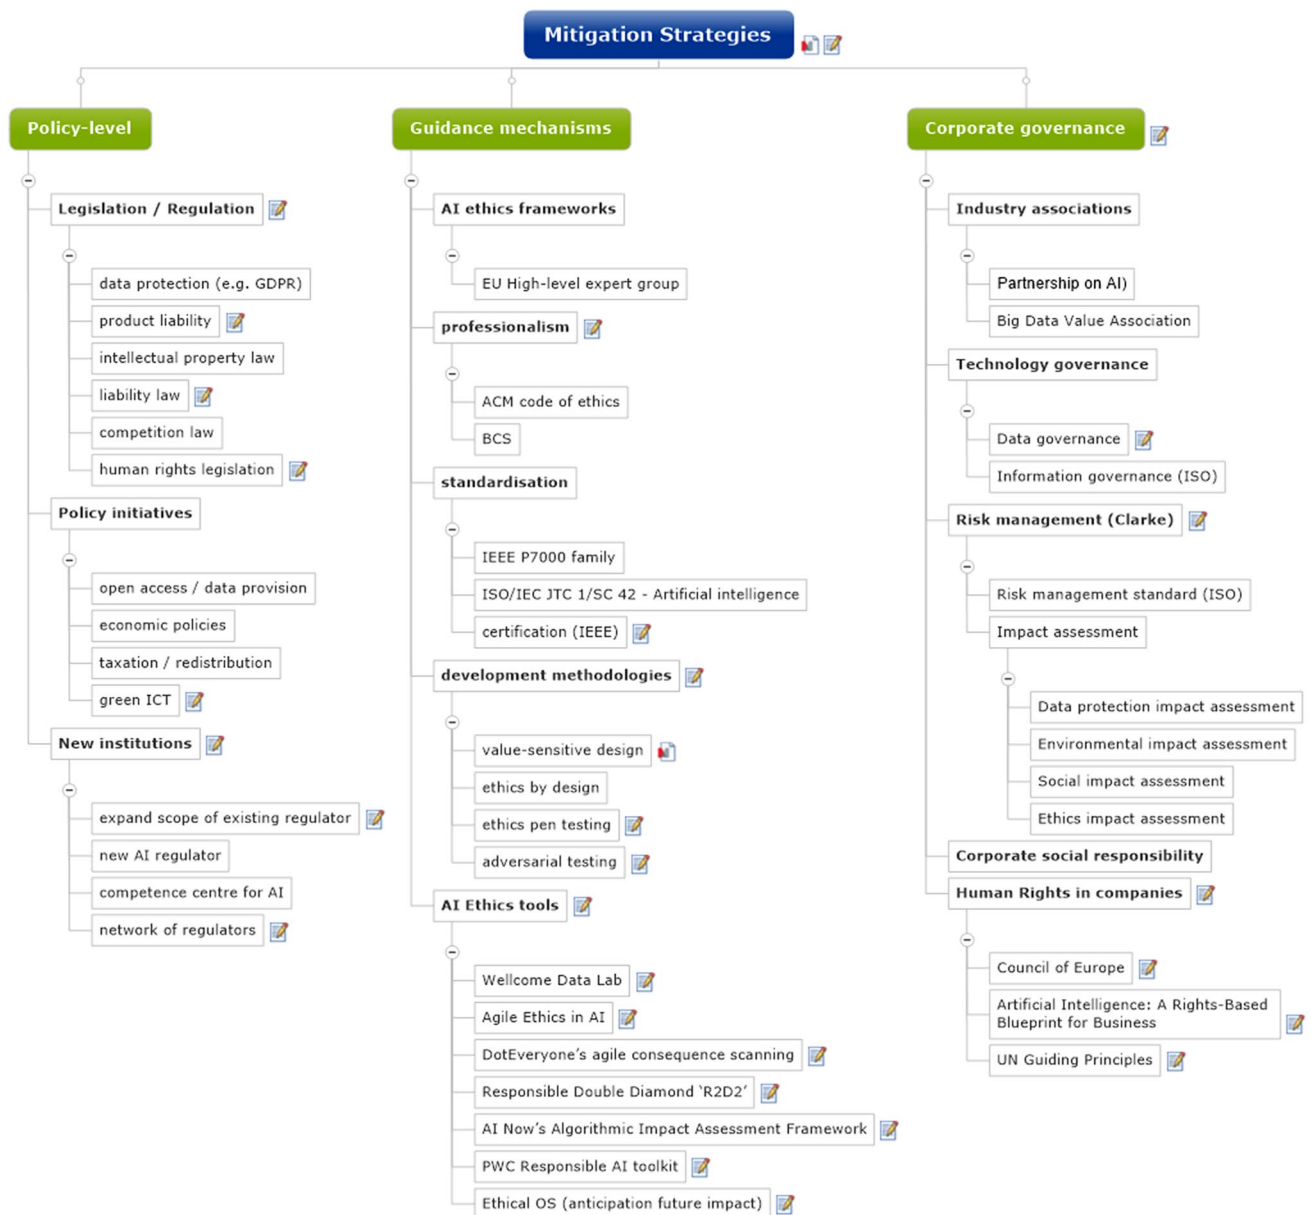 Mitigation Strategies
Policy-level
Legislation / Regulation
data protection (e.g. GDPR)
product liability
intellectual property law
liability law
competition law
human rights legislation
Policy initiatives
open access / data provision
economic policies
taxation / redistribution
green ICT
New institutions
expand scope of existing regulator
new AI regulator
competence centre for AI
network of regulators
Guidance mechanisms
AI ethics frameworks
EU High-level expert group
professionalism
ACM code of ethics
BCS
standardisation
IEEE P7000 family
ISO/IEC JTC 1/SC 42 - Artificial intelligence
certification (IEEE)
development methodologies
value-sensitive design
ethics by design
ethics pen testing
adversarial testing
AI Ethics tools
Wellcome Data Lab
Agile Ethics in AI
DotEveryone’s agile consequence scanning
Responsible Double Diamond ‘R2D2’
AI Now’s Algorithmic Impact Assessment Framework
PWC Responsible AI toolkit
Ethical OS (anticipation future impact)
Corporate governance
Industry associations
Partnership on AI)
Big Data Value Association
Technology governance
Data governance
Information governance (ISO)
Risk management (Clarke)
Risk management standard (ISO)
Impact assessment
Data protection impact assessment
Environmental impact assessment
Social impact assessment
Ethics impact assessment
Corporate social responsibility
Human Rights in companies
Council of Europe
Artificial Intelligence: A Rights-Based
Blueprint for Business
UN Guiding Principles